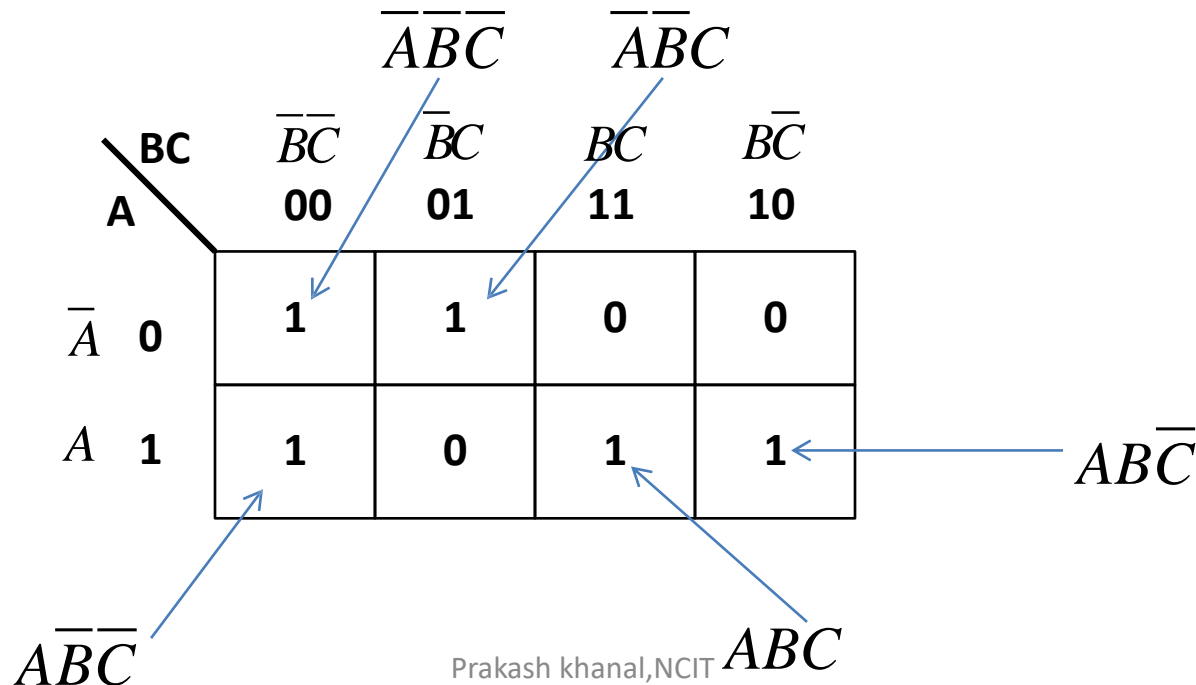 A̅B̅C̅ A̅B̅C
BC B̅C̅ B̅C BC BC̅
A 00 01 11 10
A̅ 0 1 1 0 0
A 1 1 0 1 1
ABC̅
AB̅C̅
Prakash khanal,NCIT ABC